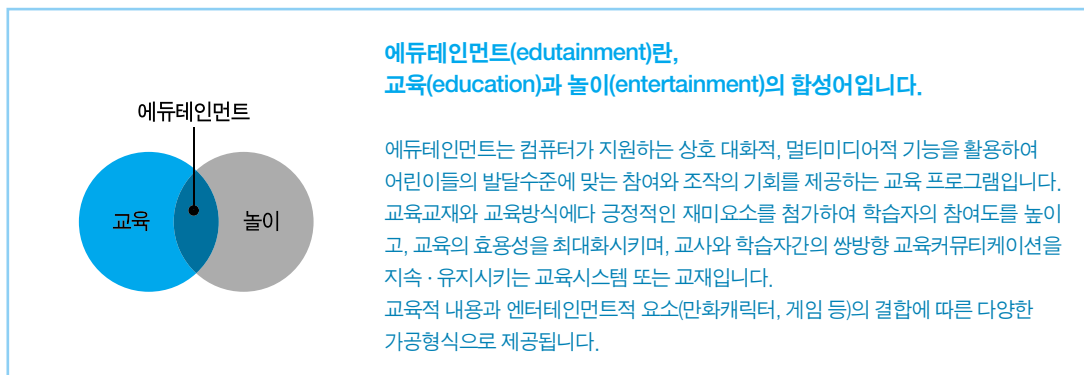 에듀테인먼트(edutainment)란,
교육(education)과 놀이(entertainment)의 합성어입니다.
에듀테인먼트
교육
놀이
에듀테인먼트는 컴퓨터가 지원하는 상호 대화적, 멀티미디어적 기능을 활용하여
어린이들의 발달수준에 맞는 참여와 조작의 기회를 제공하는 교육 프로그램입니다.
교육교재와 교육방식에다 긍정적인 재미요소를 첨가하여 학습자의 참여도를 높이
고, 교육의 효용성을 최대화시키며, 교사와 학습자간의 쌍방향 교육커뮤티케이션을
지속 · 유지시키는 교육시스템 또는 교재입니다.
교육적 내용과 엔터테인먼트적 요소(만화캐릭터, 게임 등)의 결합에 따른 다양한
가공형식으로 제공됩니다.